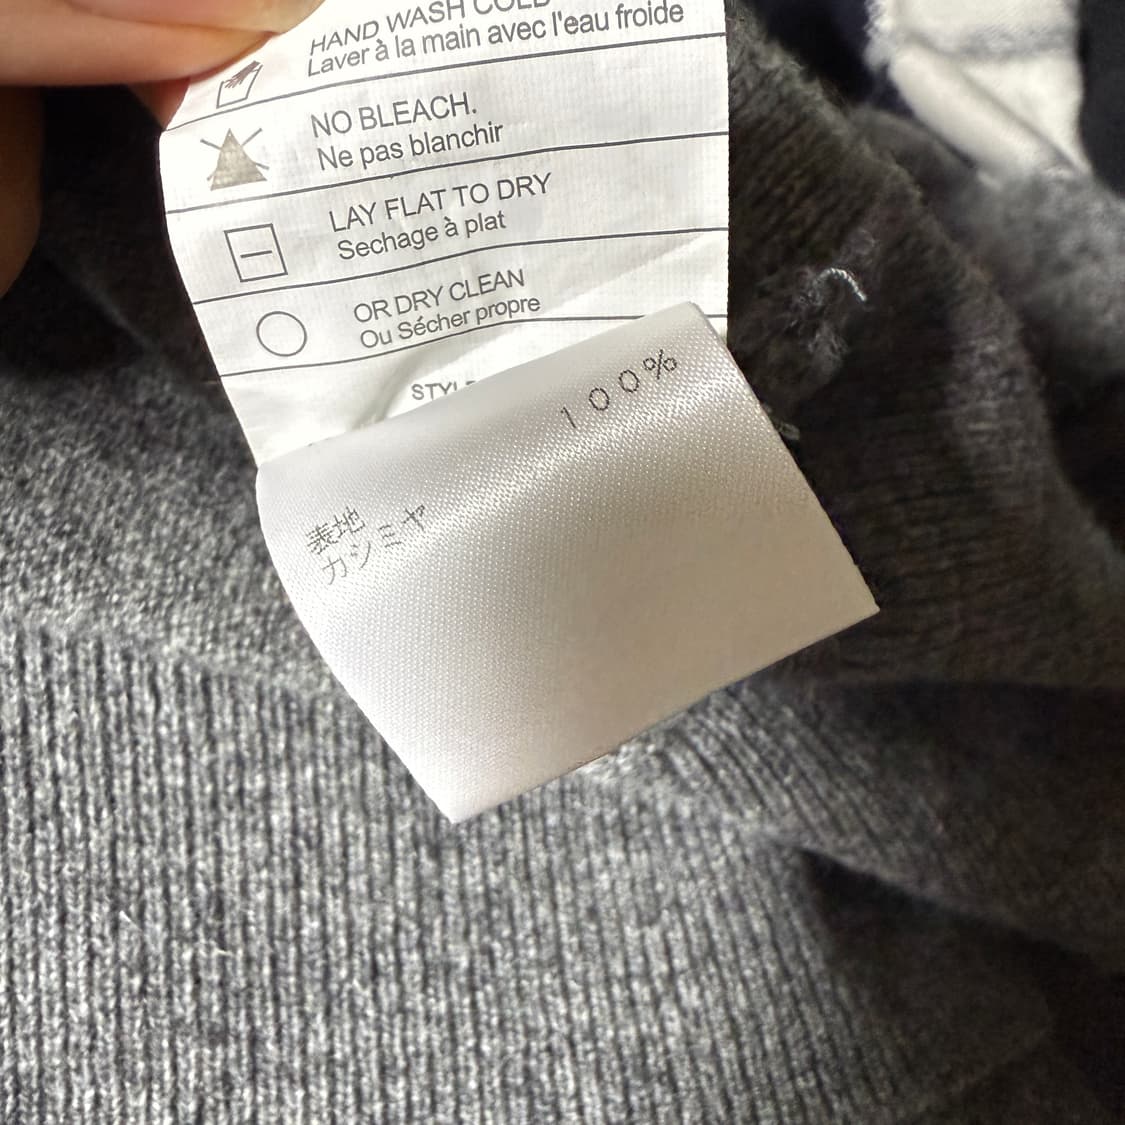 HAND WASH COLD
Laver à la main avec l'eau froide
NO BLEACH.
Ne pas blanchir
LAY FLAT TO DRY
Sechage à plat
OR DRY CLEAN
Ou Sécher propre
STYLE
100%
表地
カシミヤ